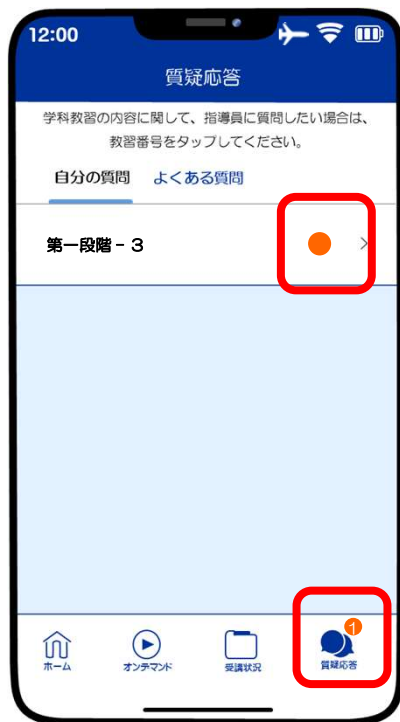 12:00
質疑応答
学科教習の内容に関して、指導員に質問したい場合は、
教習番号をタップしてください。
自分の質問 よくある質問
第一段階 - 3
1
ホーム オンデマンド 受講状況 質疑応答